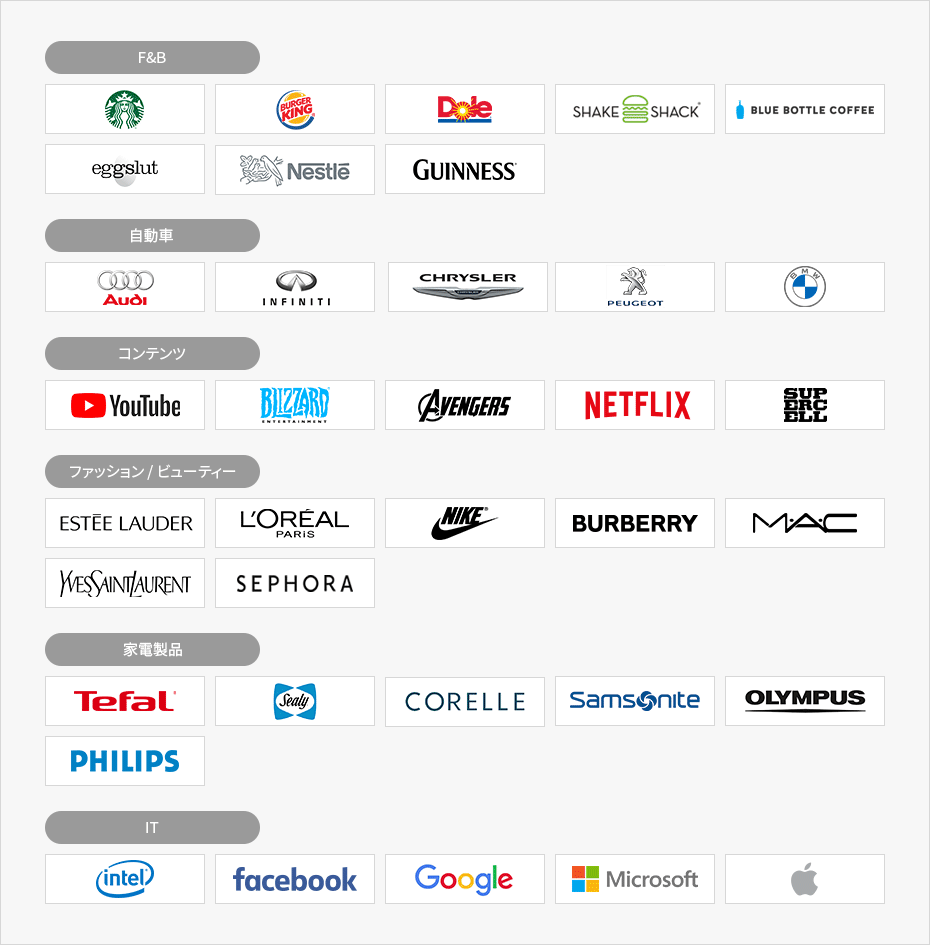 F&B
BURGER KING
Dole
SHAKE SHACK
BLUE BOTTLE COFFEE
eggslut
Nestlé
GUINNESS
自動車
Audi
INFINITI
CHRYSLER
PEUGEOT
BMW
コンテンツ
YouTube
BLIZZARD
ENTERTAINMENT
AVENGERS
NETFLIX
SUPERCELL
ファッション / ビューティー
ESTĒE LAUDER
L'ORÉAL
PARiS
NIKE
BURBERRY
M·A·C
YVESSAINTLAURENT
SEPHORA
家電製品
Tefal
Sealy
CORELLE
Samsonite
OLYMPUS
PHILIPS
IT
intel
facebook
Google
Microsoft